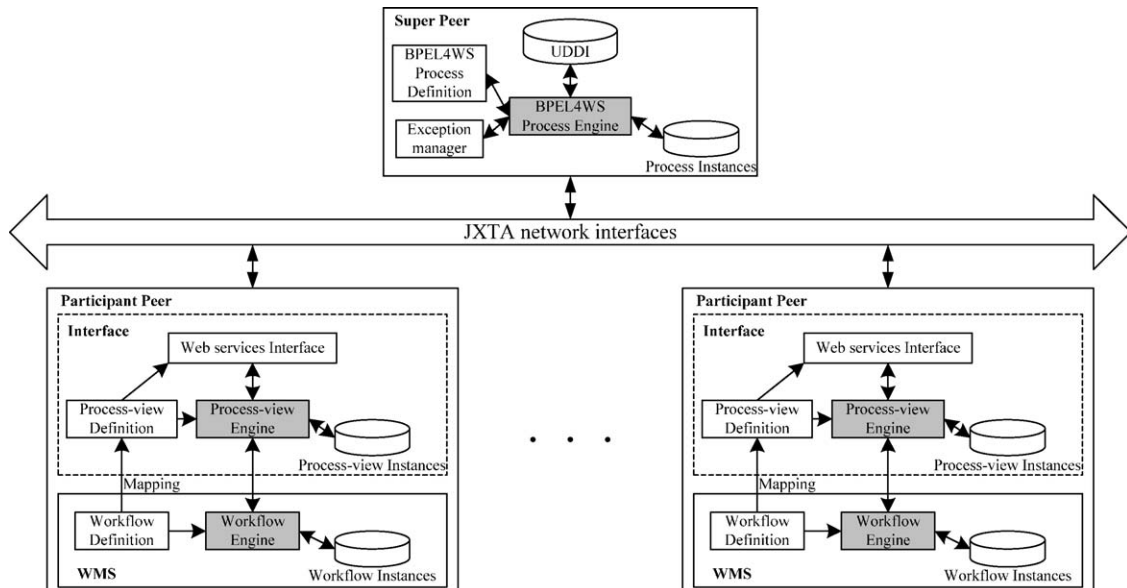 Super Peer
BPEL4WS
Process
Definition
UDDI
BPEL4WS
Process Engine
Exception
manager
Process Instances
JXTA network interfaces
Participant Peer
Interface
Web services Interface
Process-view
Definition
Process-view
Engine
Process-view Instances
Mapping
Workflow
Definition
Workflow
Engine
Workflow Instances
WMS
. . .
Participant Peer
Interface
Web services Interface
Process-view
Definition
Process-view
Engine
Process-view Instances
Mapping
Workflow
Definition
Workflow
Engine
Workflow Instances
WMS